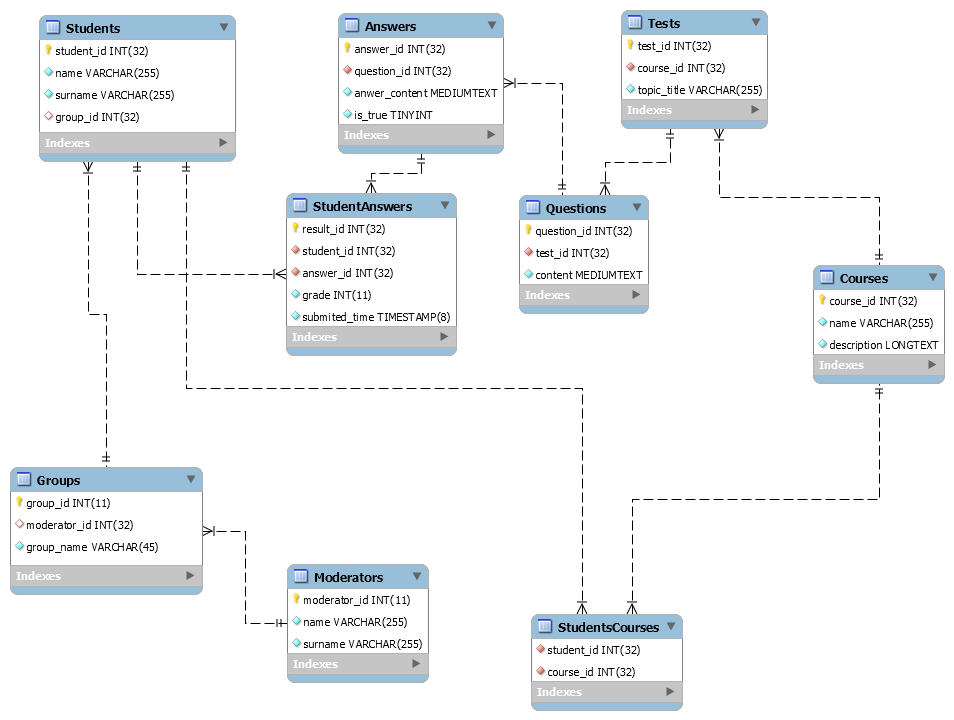 Students
student_id INT(32)
name VARCHAR(255)
surname VARCHAR(255)
group_id INT(32)
Indexes
Answers
answer_id INT(32)
question_id INT(32)
anwer_content MEDIUMTEXT
is_true TINYINT
Indexes
Tests
test_id INT(32)
course_id INT(32)
topic_title VARCHAR(255)
Indexes
StudentAnswers
result_id INT(32)
student_id INT(32)
answer_id INT(32)
grade INT(11)
submited_time TIMESTAMP(8)
Indexes
Questions
question_id INT(32)
test_id INT(32)
content MEDIUMTEXT
Indexes
Courses
course_id INT(32)
name VARCHAR(255)
description LONGTEXT
Indexes
Groups
group_id INT(11)
moderator_id INT(32)
group_name VARCHAR(45)
Indexes
Moderators
moderator_id INT(11)
name VARCHAR(255)
surname VARCHAR(255)
Indexes
StudentsCourses
student_id INT(32)
course_id INT(32)
Indexes